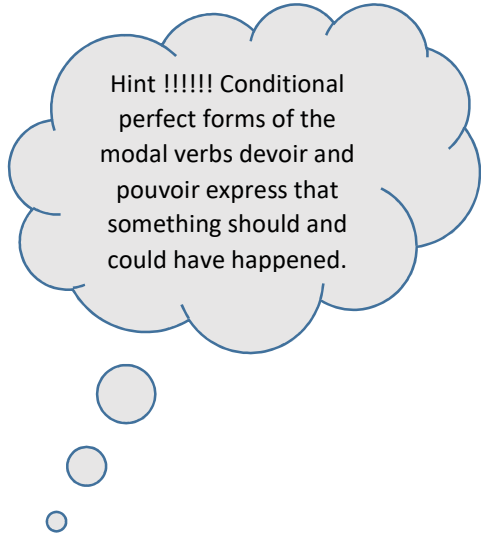 Hint !!!!!! Conditional
perfect forms of the
modal verbs devoir and
pouvoir express that
something should and
could have happened.